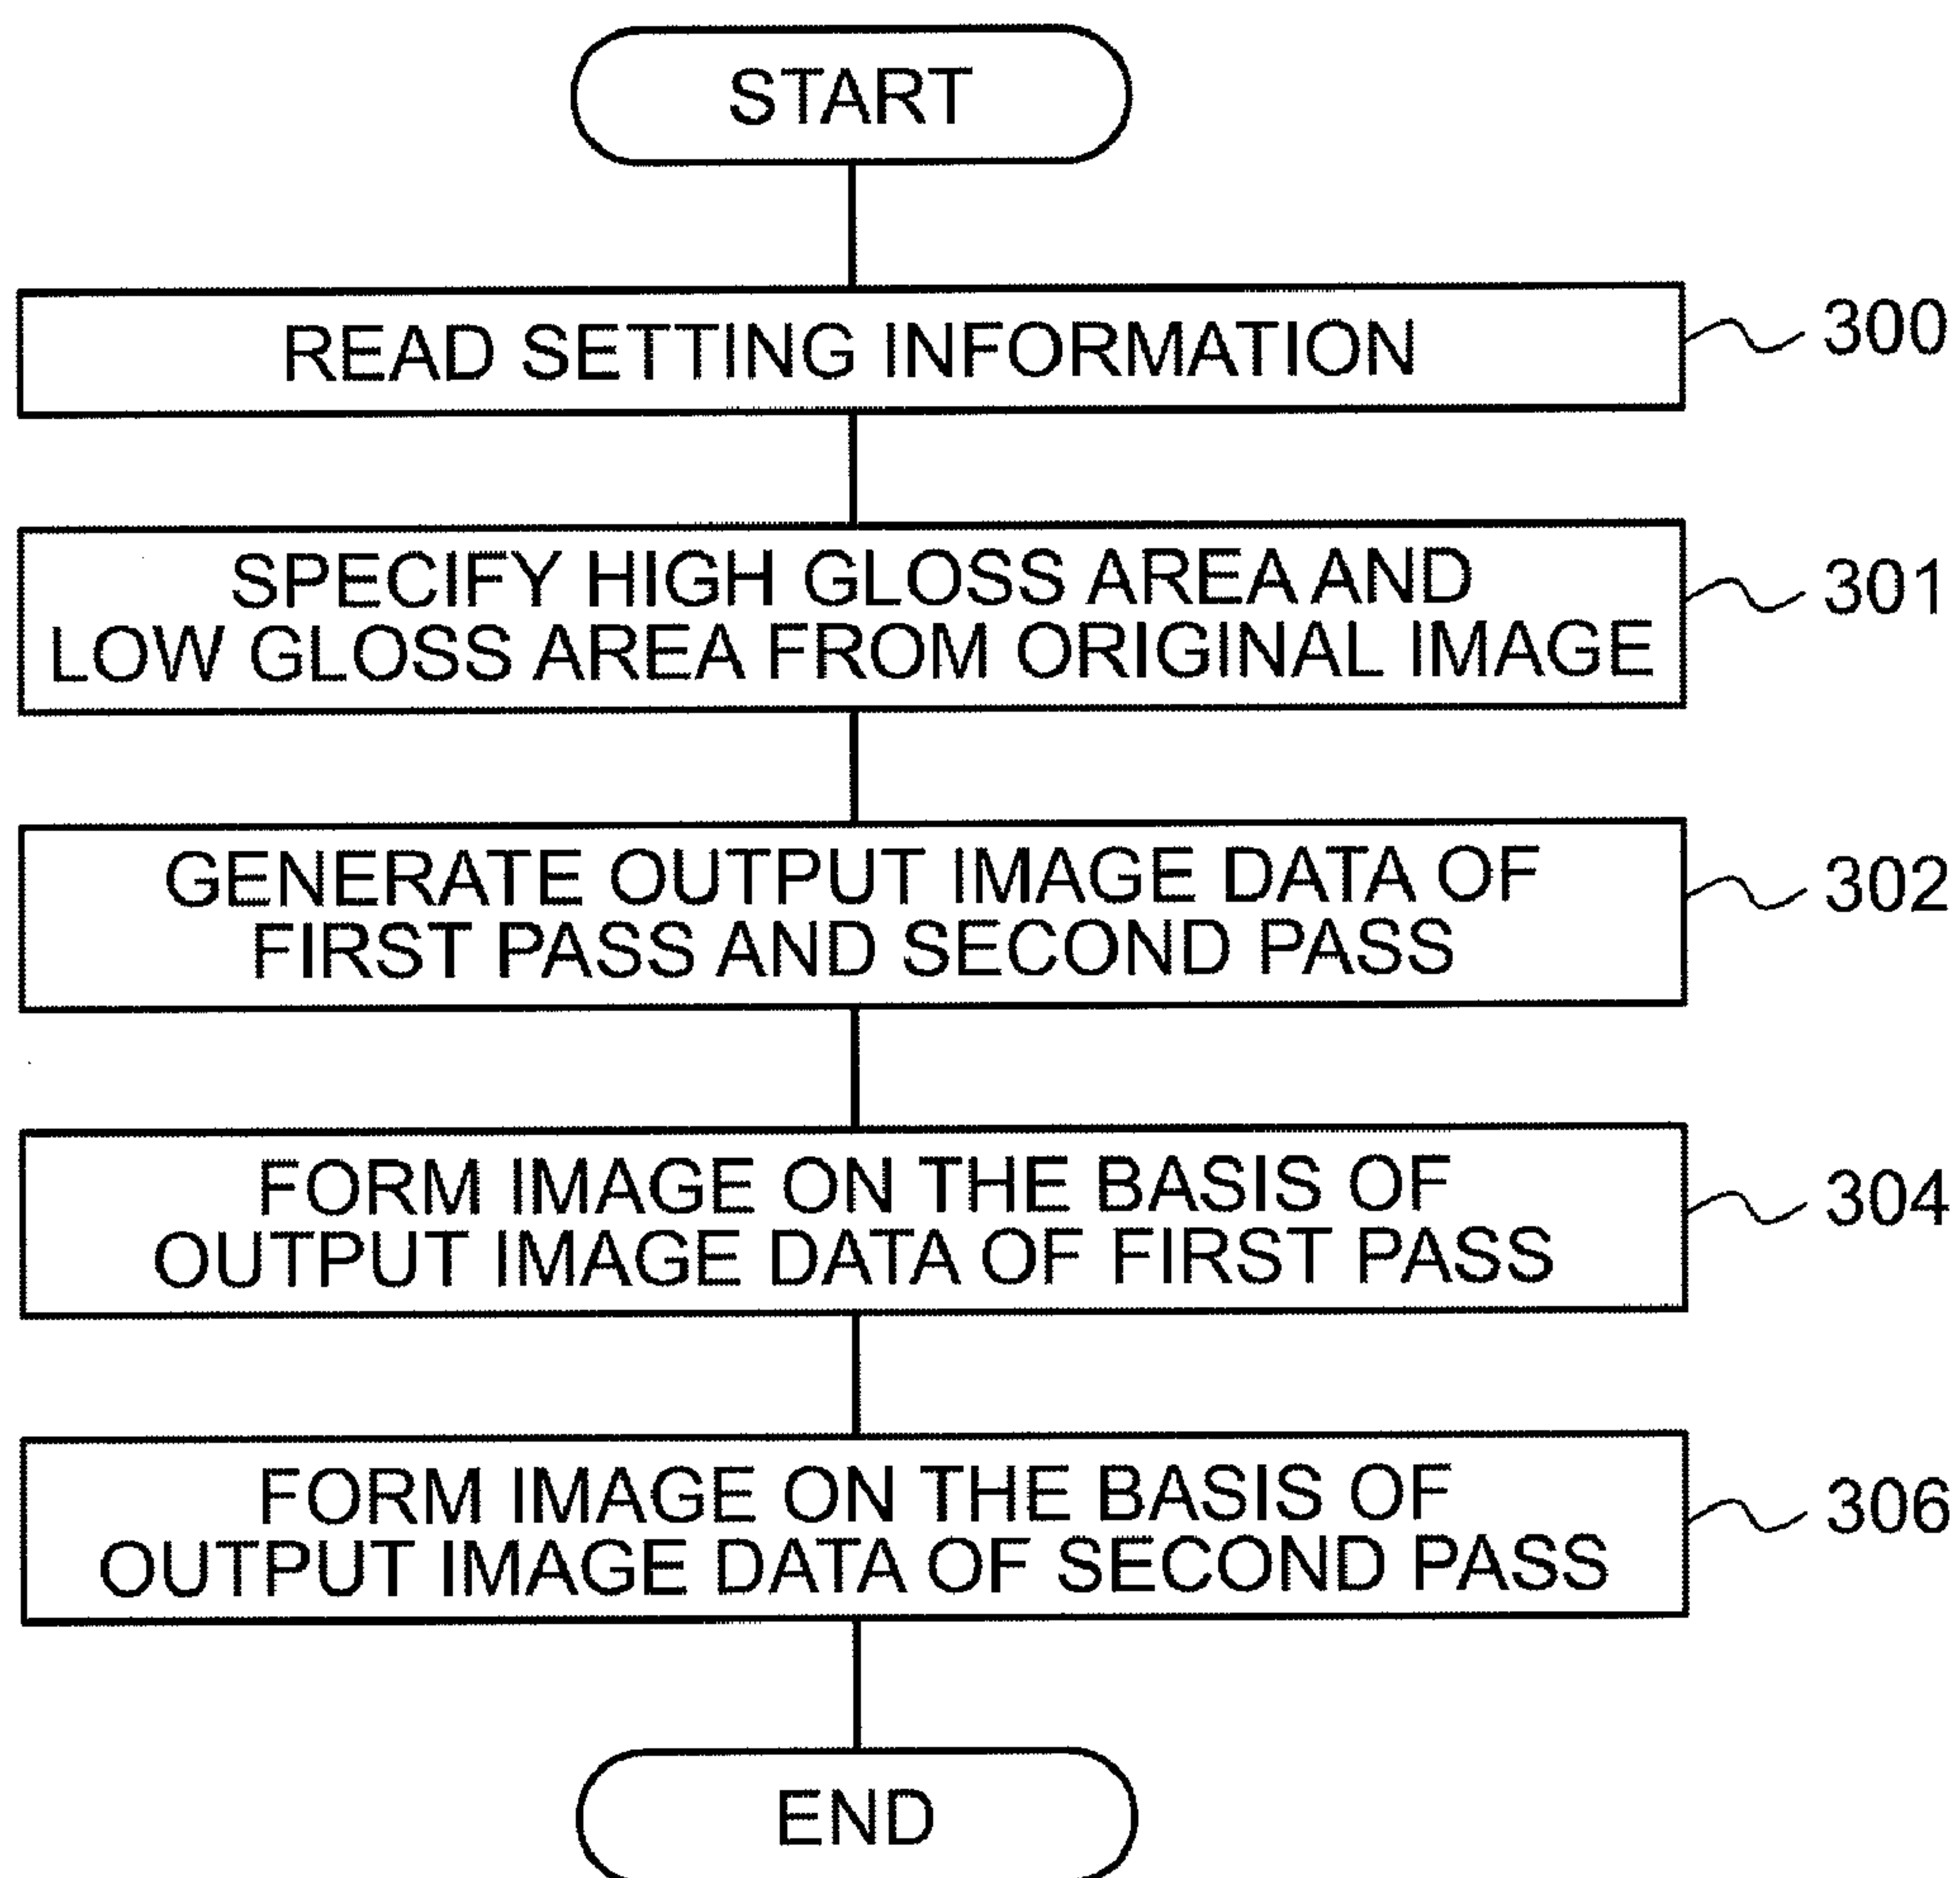 START
READ SETTING INFORMATION
300
SPECIFY HIGH GLOSS AREA AND
LOW GLOSS AREA FROM ORIGINAL IMAGE
301
GENERATE OUTPUT IMAGE DATA OF
FIRST PASS AND SECOND PASS
302
FORM IMAGE ON THE BASIS OF
OUTPUT IMAGE DATA OF FIRST PASS
304
FORM IMAGE ON THE BASIS OF
OUTPUT IMAGE DATA OF SECOND PASS
306
END